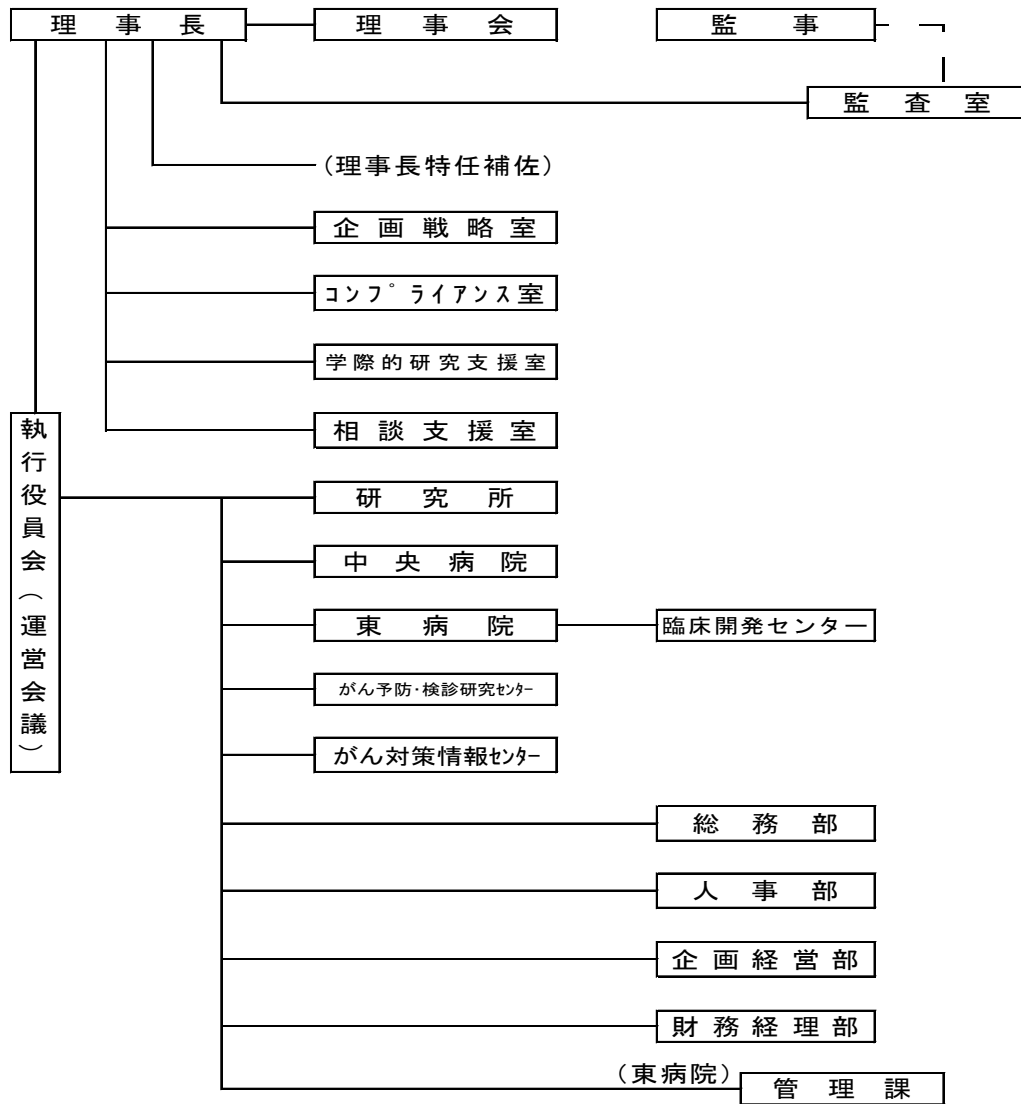 理事長
理事会
監事
監査室
(理事長特任補佐)
企画戦略室
ｺﾝﾌﾟﾗｲｱﾝｽ室
学際的研究支援室
相談支援室
執行役員会(運営会議)
研究所
中央病院
東病院
臨床開発センター
がん予防･検診研究ｾﾝﾀｰ
がん対策情報ｾﾝﾀｰ
総務部
人事部
企画経営部
財務経理部
(東病院)
管理課